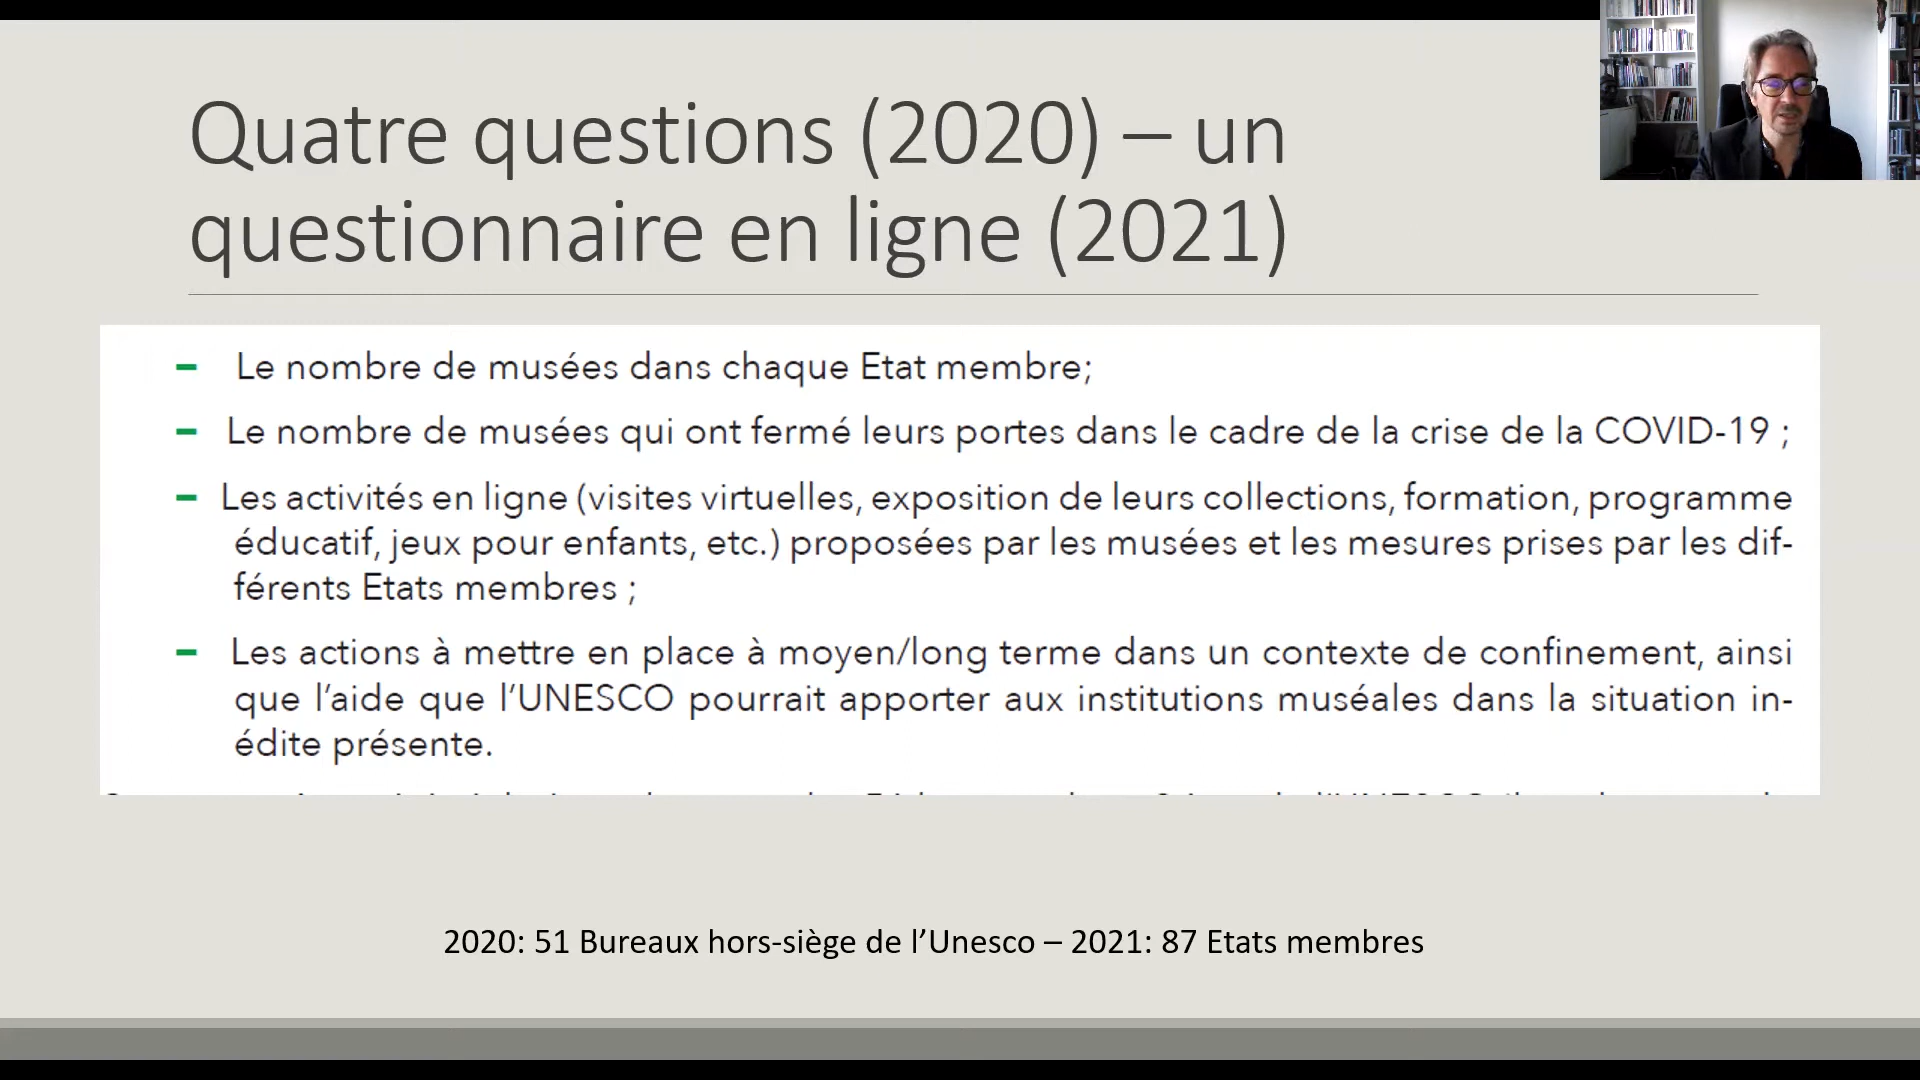 Quatre questions (2020) – un
questionnaire en ligne (2021)
– Le nombre de musées dans chaque Etat membre;
– Le nombre de musées qui ont fermé leurs portes dans le cadre de la crise de la COVID-19 ;
– Les activités en ligne (visites virtuelles, exposition de leurs collections, formation, programme
éducatif, jeux pour enfants, etc.) proposées par les musées et les mesures prises par les dif-
férents Etats membres ;
– Les actions à mettre en place à moyen/long terme dans un contexte de confinement, ainsi
que l’aide que l’UNESCO pourrait apporter aux institutions muséales dans la situation in-
édite présente.
2020: 51 Bureaux hors-siège de l’Unesco – 2021: 87 Etats membres